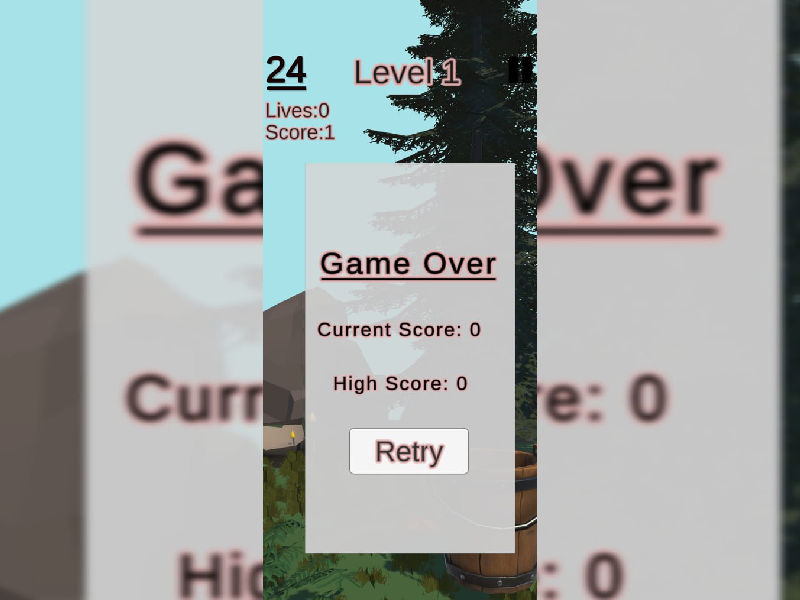 24
Level 1
Lives:0
Score:1
Game Over
Current Score: 0
High Score: 0
Retry